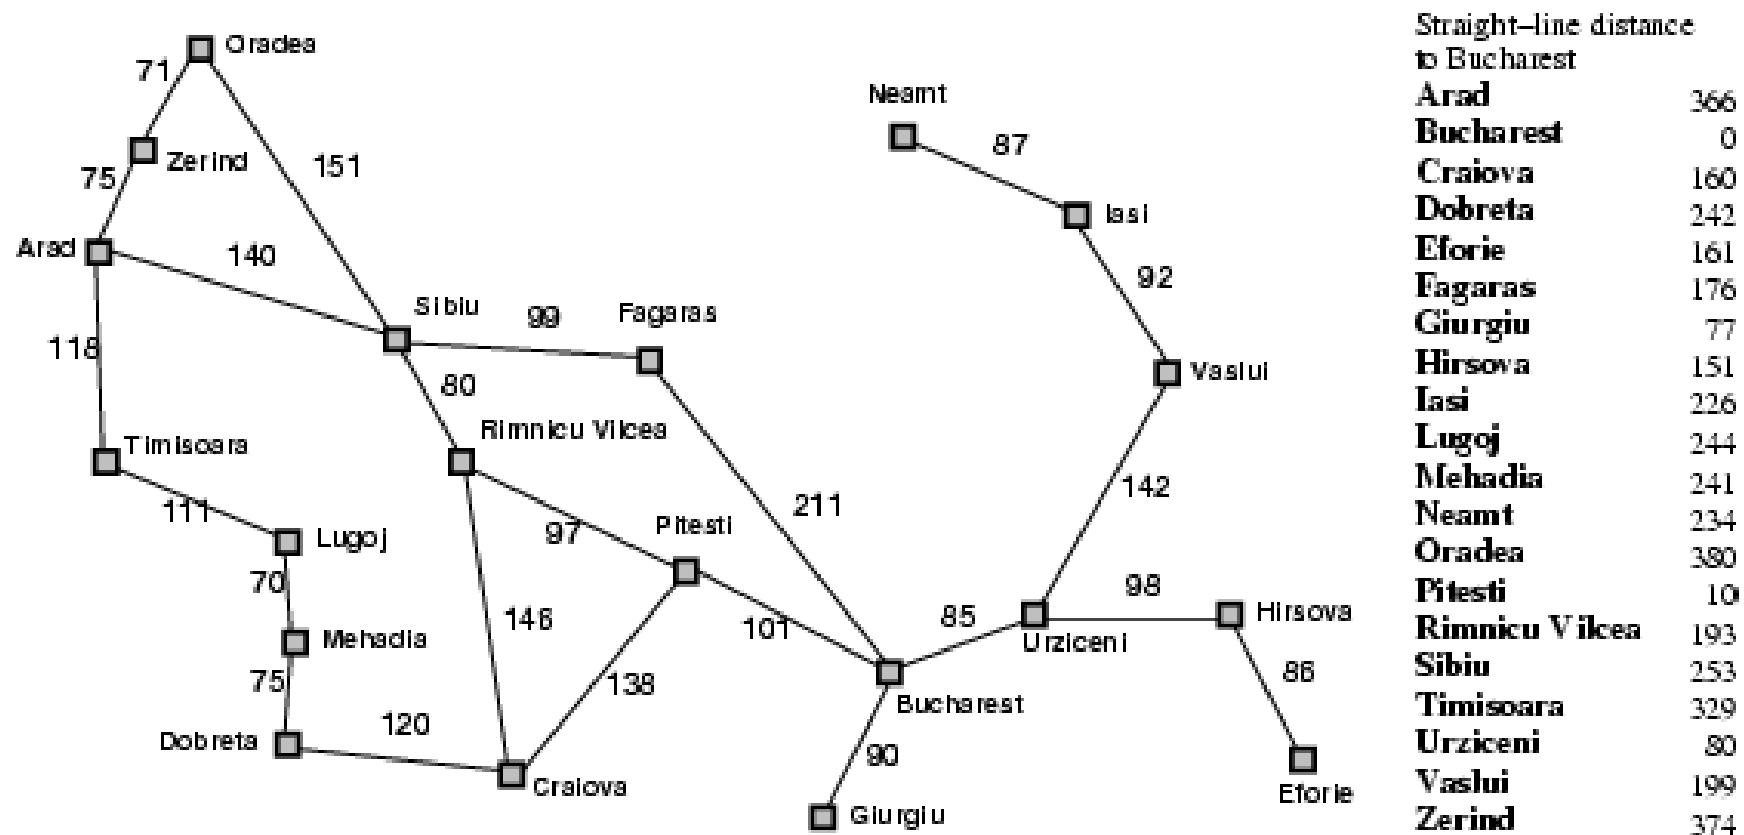 Oradea
71
Neamt
87
Zerind
151
75
Iasi
Arad
140
92
Sibiu
99
Fagaras
118
80
Vaslui
Timisoara
Rimnicu Vilcea
111
211
142
Lugoj
97
Pitesti
70
146
98
Mehadia
101
85
Hirsova
Urziceni
75
138
86
Bucharest
120
Dobreta
90
Craiova
Eforie
Giurgiu
Straight–line distance
to Bucharest
Arad 366
Bucharest 0
Craiova 160
Dobreta 242
Eforie 161
Fagaras 176
Giurgiu 77
Hirsova 151
Iasi 226
Lugoj 244
Mehadia 241
Neamt 234
Oradea 380
Pitesti 10
Rimnicu Vilcea 193
Sibiu 253
Timisoara 329
Urziceni 80
Vaslui 199
Zerind 374